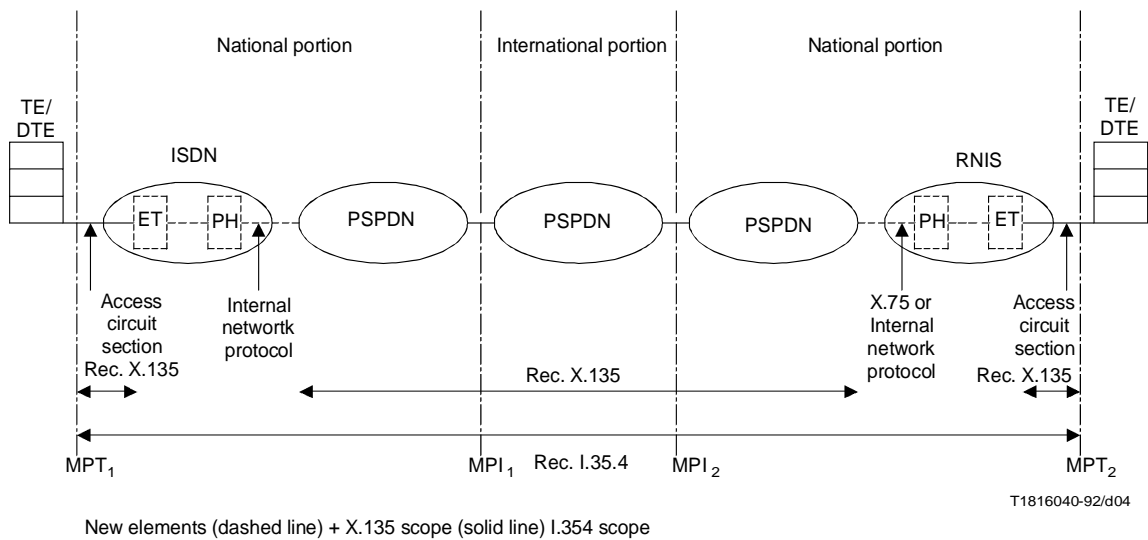 National portion
International portion
National portion
TE/
DTE
TE/
DTE
ISDN
RNIS
ET
PH
PSPDN
PSPDN
PSPDN
PH
ET
Access
circuit
section
Rec. X.135
Internal
networtk
protocol
X.75 or
Internal
network
protocol
Access
circuit
section
Rec. X.135
Rec. X.135
MPT1
MPI1
Rec. I.35.4
MPI2
MPT2
T1816040-92/d04
New elements (dashed line) + X.135 scope (solid line) I.354 scope